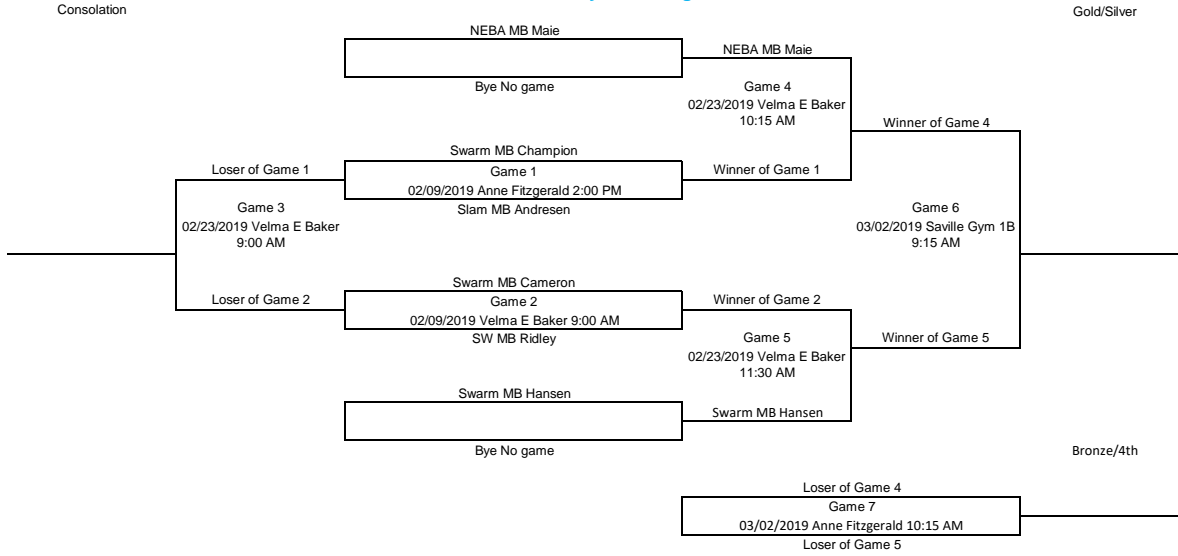 Consolation
Gold/Silver
NEBA MB Maie
NEBA MB Maie
Bye No game
Game 4
02/23/2019 Velma E Baker
10:15 AM
Winner of Game 4
Swarm MB Champion
Loser of Game 1
Game 1
Winner of Game 1
02/09/2019 Anne Fitzgerald 2:00 PM
Slam MB Andresen
Game 3
02/23/2019 Velma E Baker
9:00 AM
Game 6
03/02/2019 Saville Gym 1B
9:15 AM
Swarm MB Cameron
Loser of Game 2
Game 2
Winner of Game 2
02/09/2019 Velma E Baker 9:00 AM
SW MB Ridley
Game 5
02/23/2019 Velma E Baker
11:30 AM
Winner of Game 5
Swarm MB Hansen
Swarm MB Hansen
Bye No game
Bronze/4th
Loser of Game 4
Game 7
03/02/2019 Anne Fitzgerald 10:15 AM
Loser of Game 5